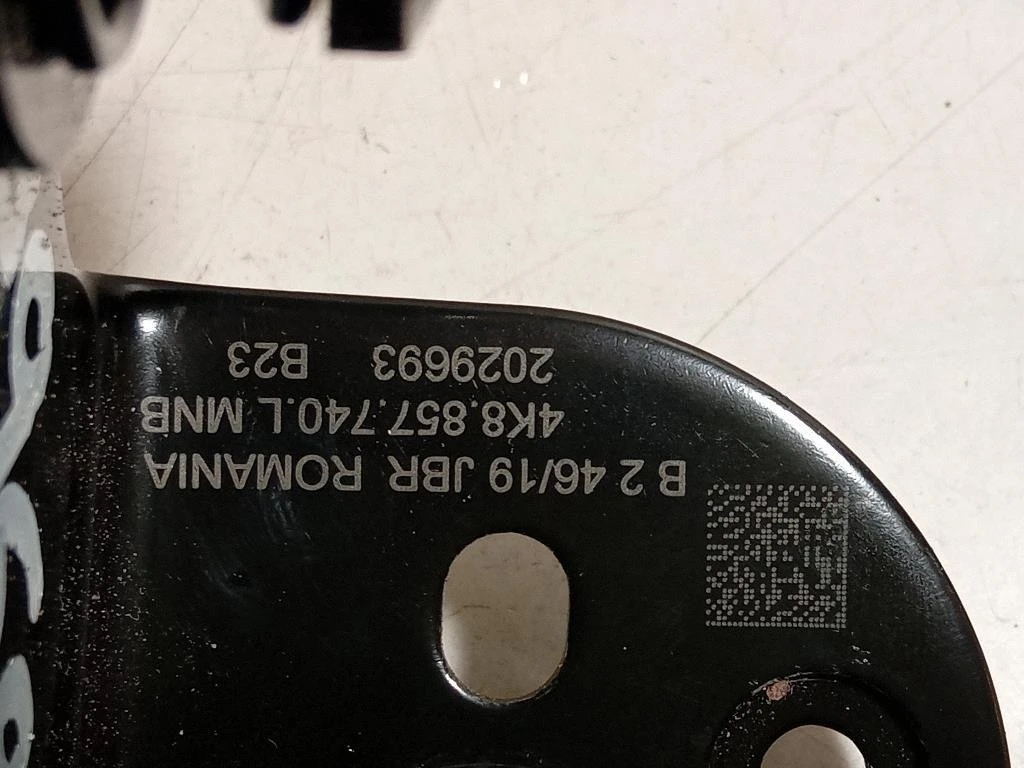 B 2 46/19 JBR ROMANIA
4K8.857.740.L MNB
2029693 B23